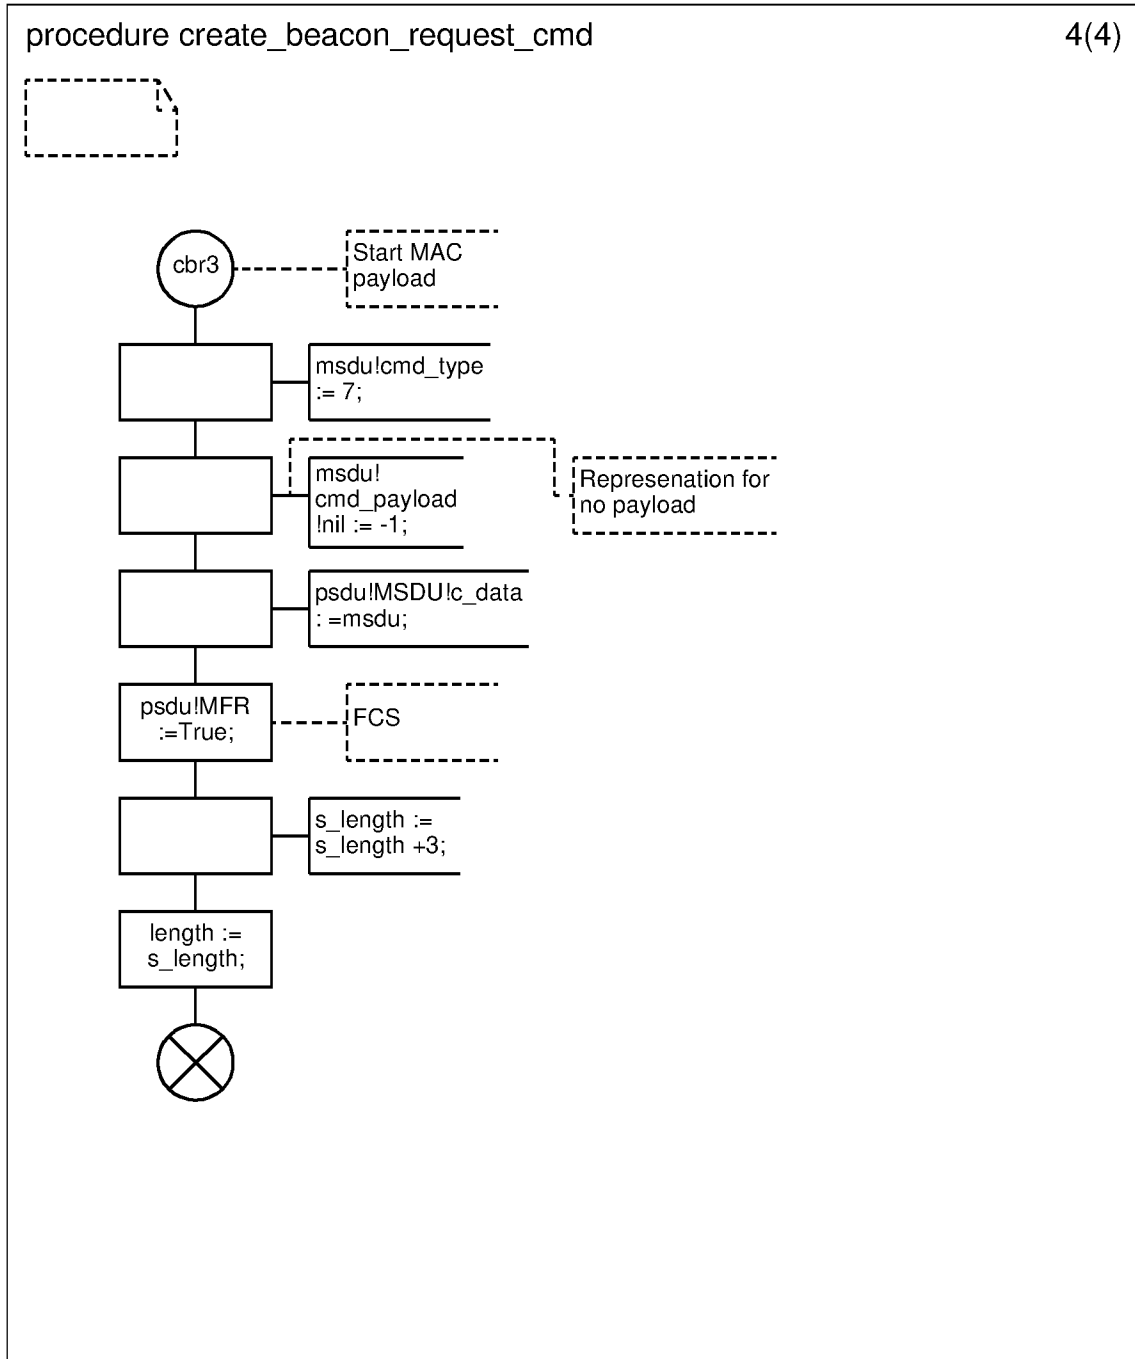 procedure create_beacon_request_cmd
4(4)
cbr3
Start MAC
payload
msdu!cmd_type
:= 7;
msdu!
cmd_payload
!nil := -1;
Represenation for
no payload
psdu!MSDU!c_data
: =msdu;
psdu!MFR
:=True;
FCS
s_length :=
s_length +3;
length :=
s_length;